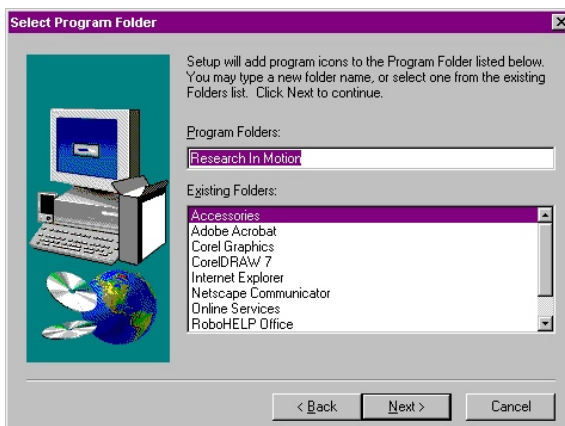 Select Program Folder
Setup will add program icons to the Program Folder listed below.
You may type a new folder name, or select one from the existing
Folders list. Click Next to continue.
Program Folders:
Research In Motion
Existing Folders:
Accessories
Adobe Acrobat
Corel Graphics
CorelDRAW 7
Internet Explorer
Netscape Communicator
Online Services
RoboHELP Office
< Back Next > Cancel